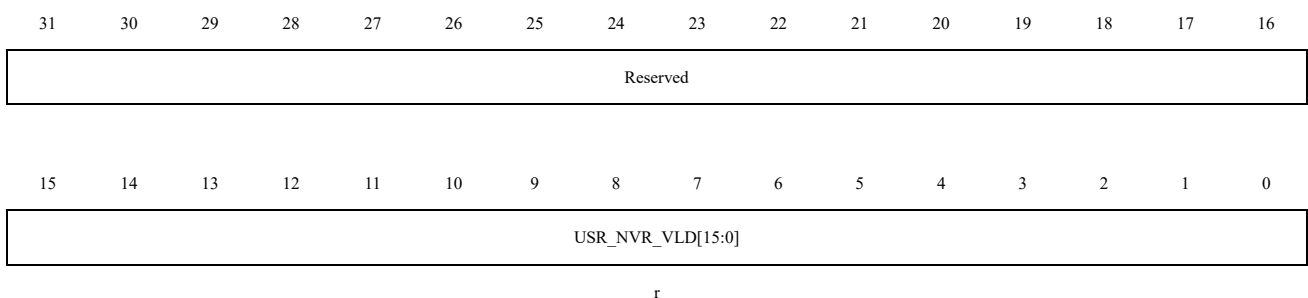 31 30 29 28 27 26 25 24 23 22 21 20 19 18 17 16
Reserved
15 14 13 12 11 10 9 8 7 6 5 4 3 2 1 0
USR_NVR_VLD[15:0]
r